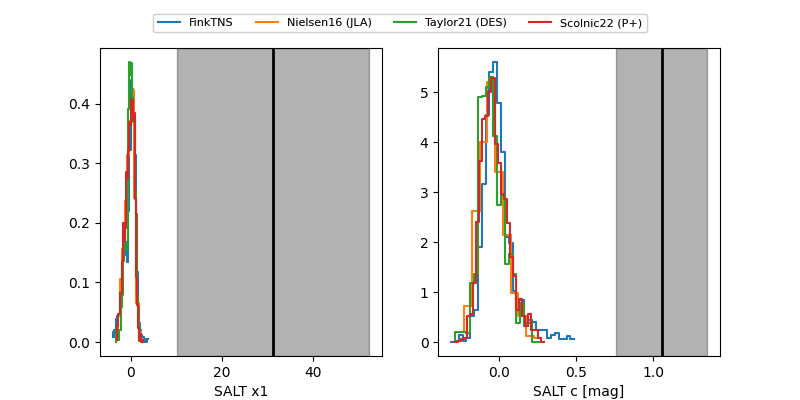 FinkTNS Nielsen16 (JLA) Taylor21 (DES) Scolnic22 (P+)
0.4
0.3
0.2
0.1
0.0
0 20 40
SALT x1
5
4
3
2
1
0
0.0 0.5 1.0
SALT c [mag]